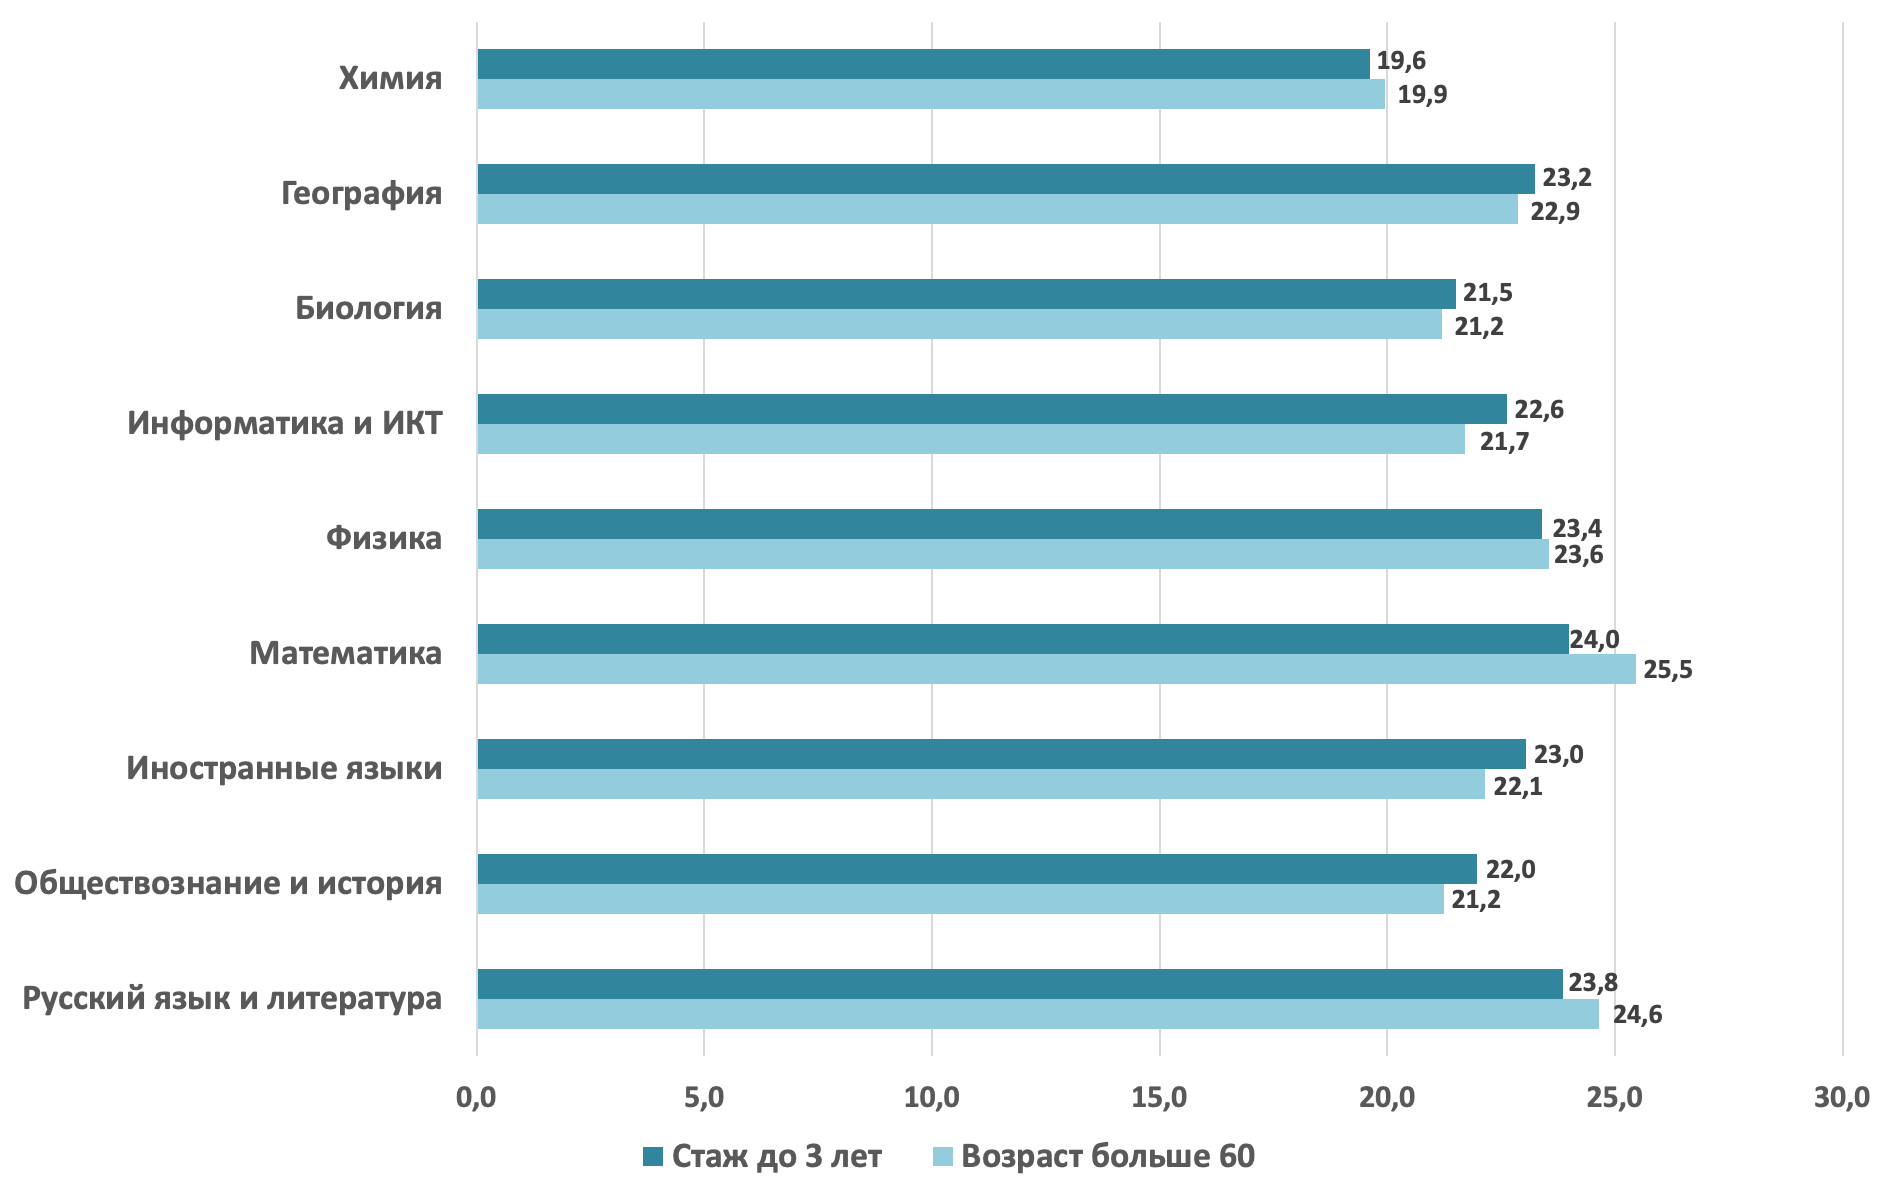 Химия
19,6
19,9
География
23,2
22,9
Биология
21,5
21,2
Информатика и ИКТ
22,6
21,7
Физика
23,4
23,6
Математика
24,0
25,5
Иностранные языки
23,0
22,1
Обществознание и история
22,0
21,2
Русский язык и литература
23,8
24,6
0,0 5,0 10,0 15,0 20,0 25,0 30,0
Стаж до 3 лет Возраст больше 60